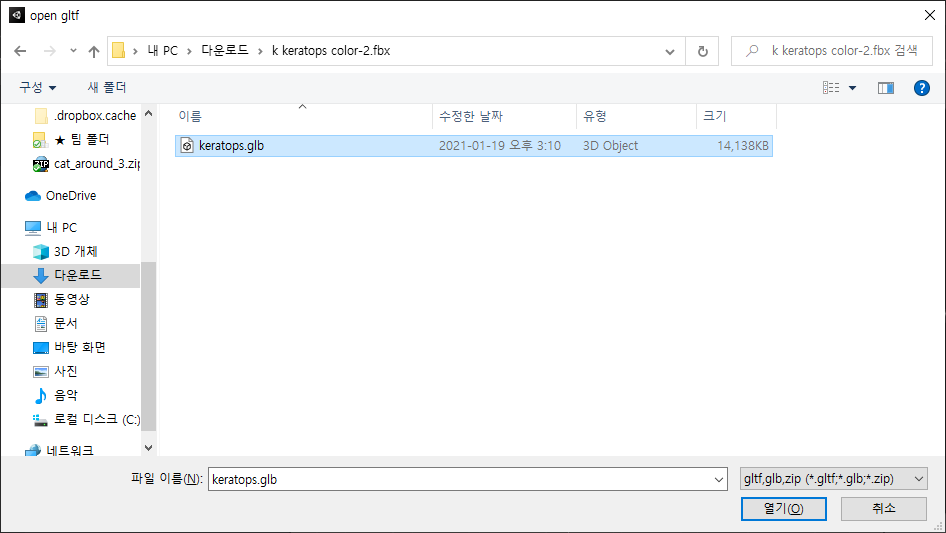 open gltf
내 PC > 다운로드 > k keratops color-2.fbx
k keratops color-2.fbx 검색
구성 새 폴더
이름 수정한 날짜 유형 크기
keratops.glb 2021-01-19 오후 3:10 3D Object 14,138KB
.dropbox.cache
★ 팀 폴더
cat_around_3.zip
OneDrive
내 PC
3D 개체
다운로드
동영상
문서
바탕 화면
사진
음악
로컬 디스크 (C:)
네트워크
파일 이름(N): keratops.glb
gltf,glb,zip (*.gltf;*.glb;*.zip)
열기(O) 취소